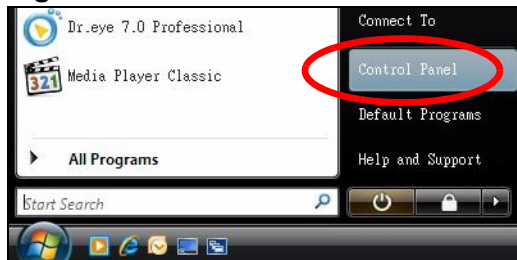 Dr.eye 7.0 Professional
Media Player Classic
321
All Programs
Start Search
Connect To
Control Panel
Default Programs
Help and Support